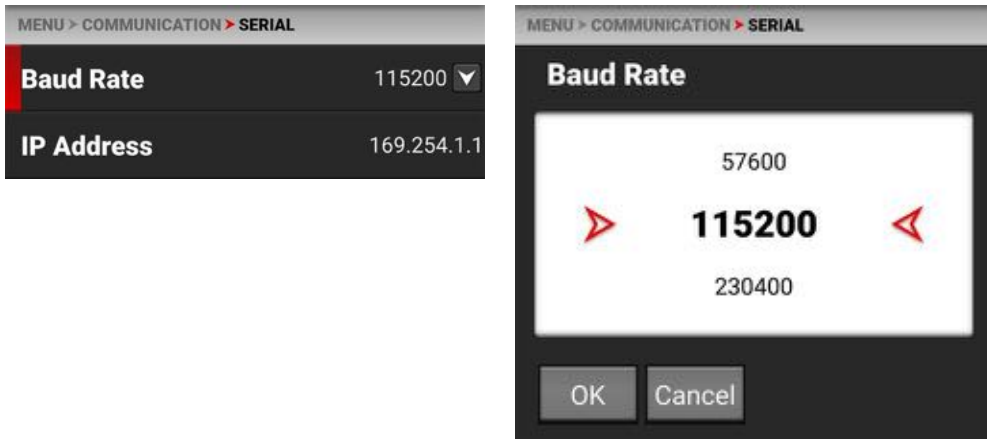 MENU > COMMUNICATION > SERIAL
Baud Rate 115200
IP Address 169.254.1.1
MENU > COMMUNICATION > SERIAL
Baud Rate
57600
115200
230400
OK Cancel